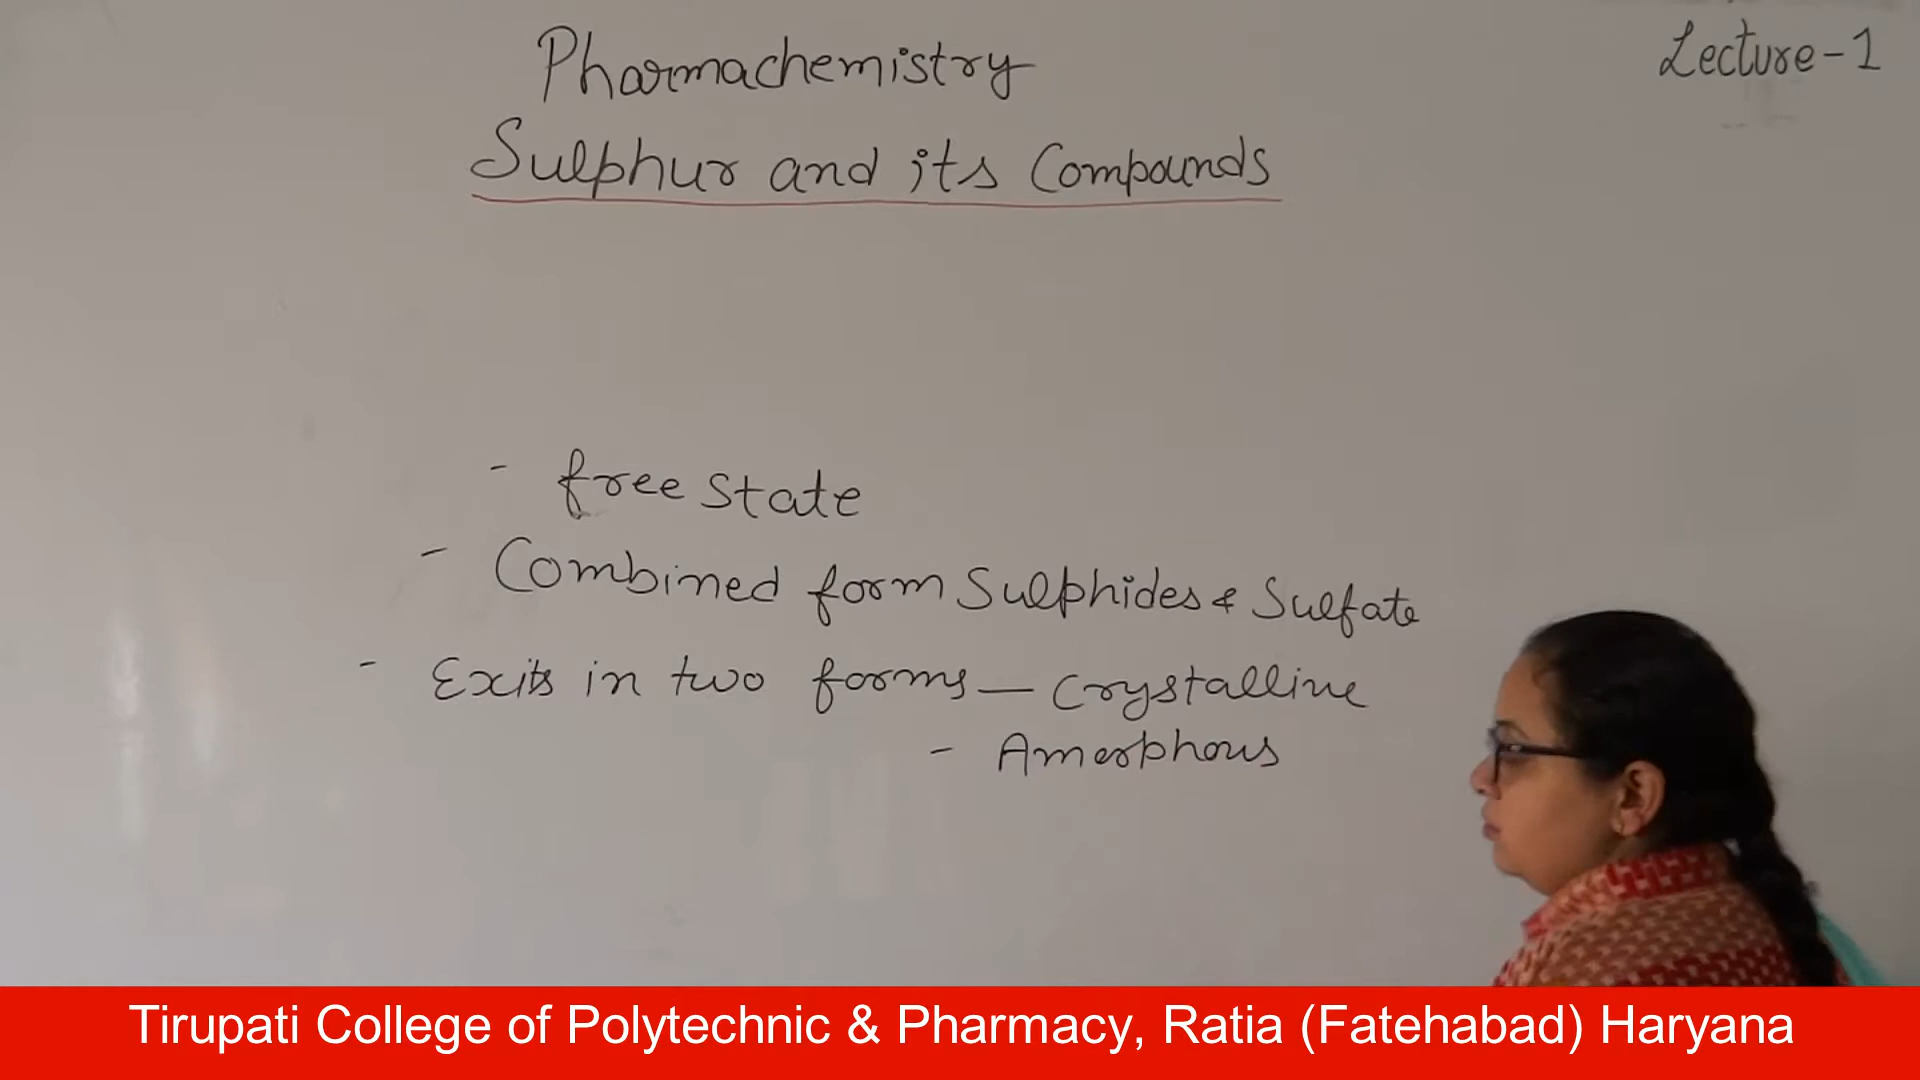 Pharmachemistry
Lecture-1
Sulphur and its Compounds
- free state
- Combined form Sulphides & Sulfate
- Exits in two forms — Crystalline
- Amorphous
Tirupati College of Polytechnic & Pharmacy, Ratia (Fatehabad) Haryana